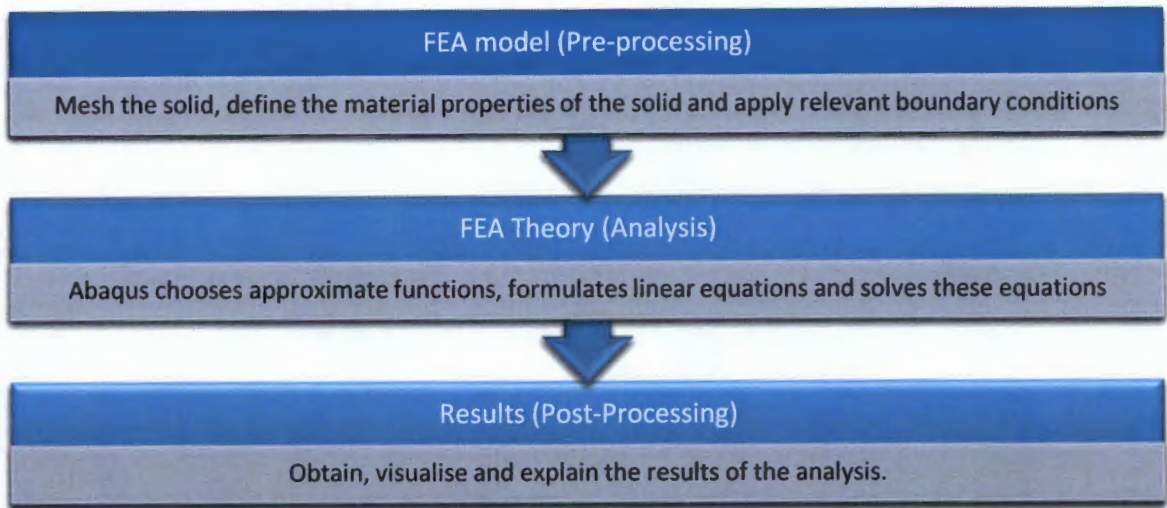 FEA model (Pre-processing)
Mesh the solid, define the material properties of the solid and apply relevant boundary conditions
FEA Theory (Analysis)
Abaqus chooses approximate functions, formulates linear equations and solves these equations
Results (Post-Processing)
Obtain, visualise and explain the results of the analysis.